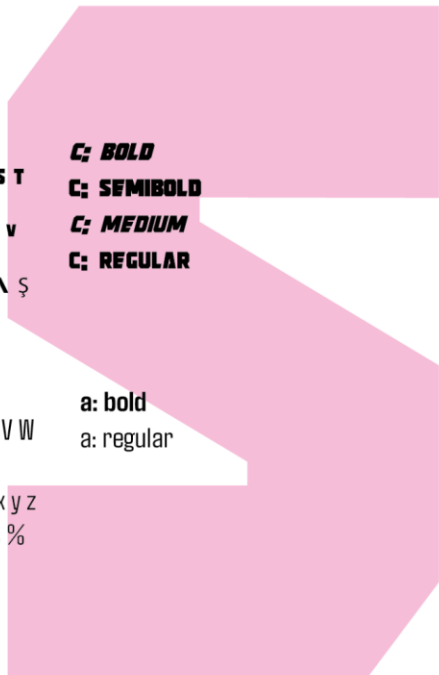 C: BOLD
S T
C: SEMIBOLD
v
C: MEDIUM
C: REGULAR
Ş
a: bold
V W
a: regular
x y z
%